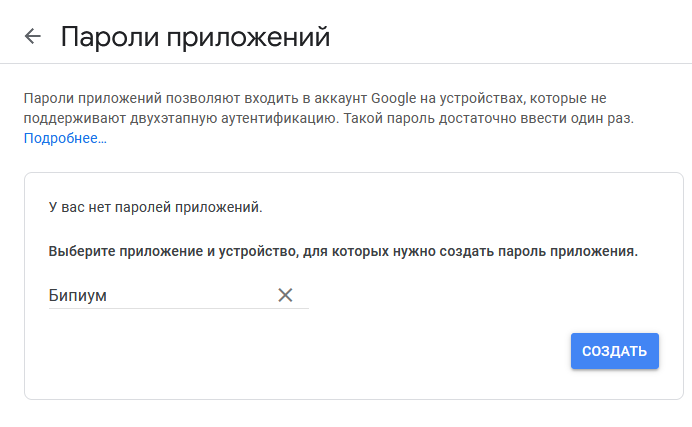 Пароли приложений
Пароли приложений позволяют входить в аккаунт Google на устройствах, которые не
поддерживают двухэтапную аутентификацию. Такой пароль достаточно ввести один раз.
Подробнее…
У вас нет паролей приложений.
Выберите приложение и устройство, для которых нужно создать пароль приложения.
Бипиум
СОЗДАТЬ